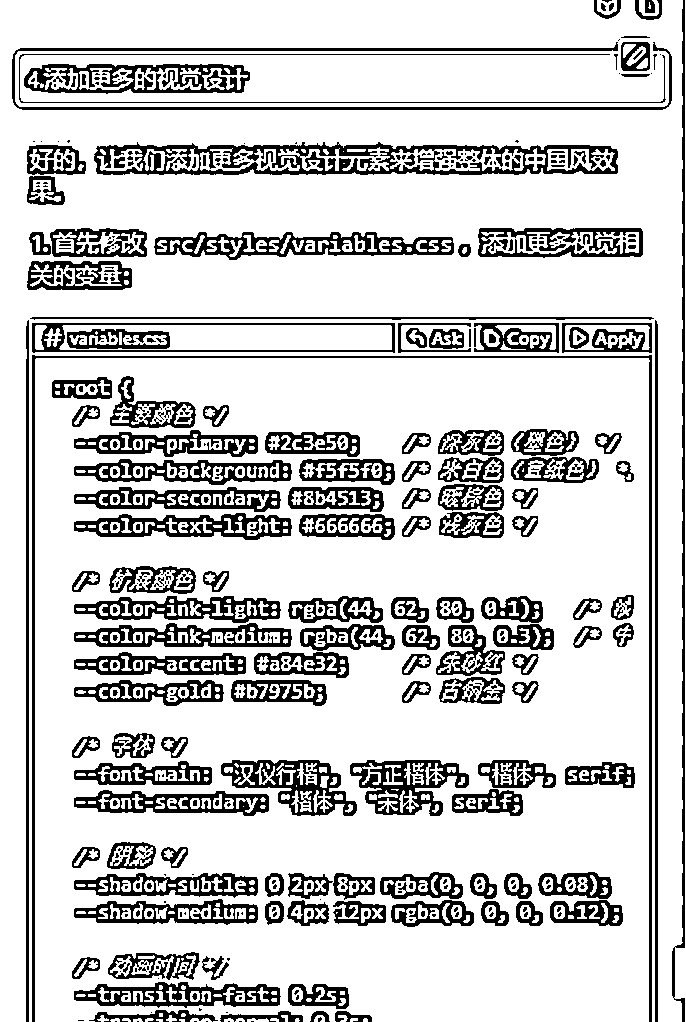 4.添加更多的视觉设计
好的，让我们添加更多视觉设计元素来增强整体的中国风效
果。
1. 首先修改 src/styles/variables.css，添加更多视觉相
关的变量：
# variables.css Ask Copy Apply
:root {
/* 主要颜色 */
--color-primary: #2c3e50; /* 深灰色（墨色） */
--color-background: #f5f5f0; /* 米白色（宣纸色） *
--color-secondary: #8b4513; /* 暖棕色 */
--color-text-light: #666666; /* 浅灰色 */
/* 扩展颜色 */
--color-ink-light: rgba(44, 62, 80, 0.1); /*
--color-ink-medium: rgba(44, 62, 80, 0.3); /*
--color-accent: #a84e32; /* 朱砂红 */
--color-gold: #b7975b; /* 古铜金 */
/* 字体 */
--font-main: "汉仪行楷", "方正楷体", "楷体", serif;
--font-secondary: "楷体", "宋体", serif;
/* 阴影 */
--shadow-subtle: 0 2px 8px rgba(0, 0, 0, 0.08);
--shadow-medium: 0 4px 12px rgba(0, 0, 0, 0.12);
/* 动画时间 */
--transition-fast: 0.2s;
--transition-normal: 0.3s;